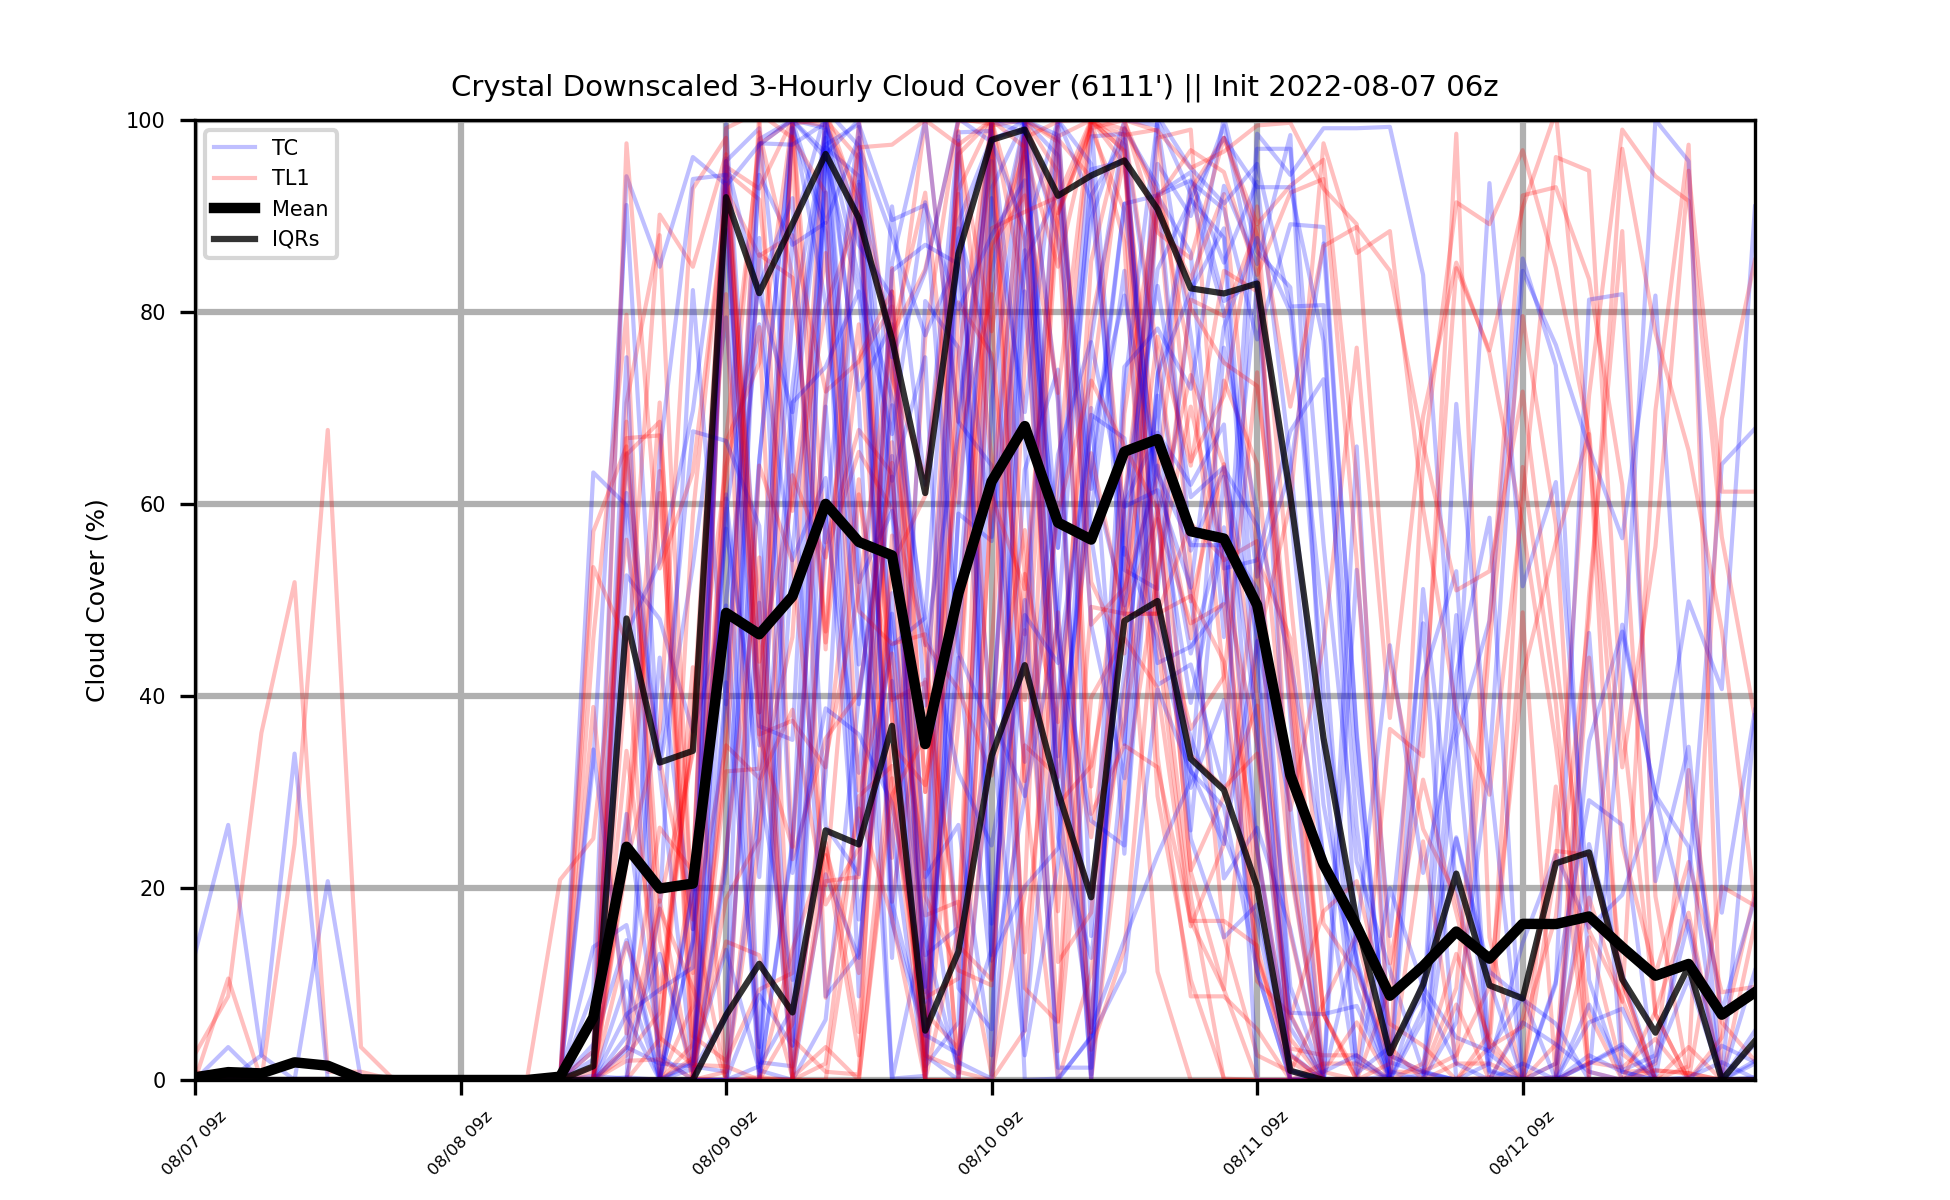 Crystal Downscaled 3-Hourly Cloud Cover (6111') || Init 2022-08-07 06z
100
80
60
40
20
0
Cloud Cover (%)
TC
TL1
Mean
IQRs
08/07 09z
08/08 09z
08/09 09z
08/10 09z
08/11 09z
08/12 09z